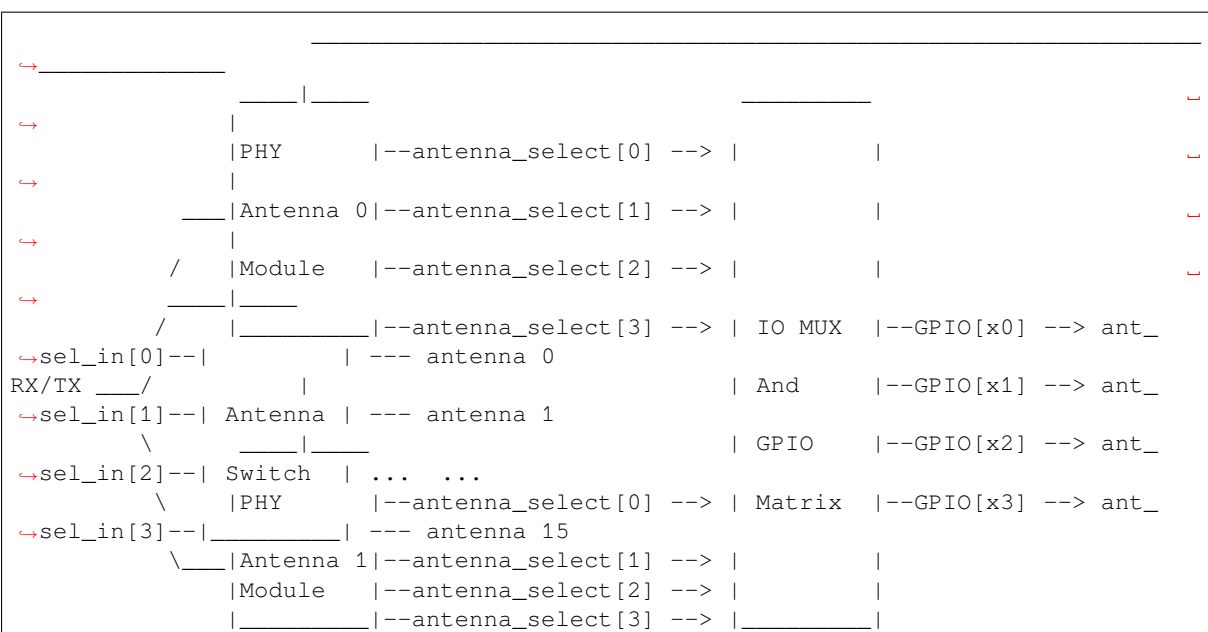 ______________________________________________________________
↪_____________
____|____ _________ ␣
↪ |
|PHY |--antenna_select[0] --> | | ␣
↪ |
___|Antenna 0|--antenna_select[1] --> | | ␣
↪ |
/ |Module |--antenna_select[2] --> | | ␣
↪ ____|____
/ |_________|--antenna_select[3] --> | IO MUX |--GPIO[x0] --> ant_
↪sel_in[0]--| | --- antenna 0
RX/TX ___/ | | And |--GPIO[x1] --> ant_
↪sel_in[1]--| Antenna | --- antenna 1
\ ____|____ | GPIO |--GPIO[x2] --> ant_
↪sel_in[2]--| Switch | ... ...
\ |PHY |--antenna_select[0] --> | Matrix |--GPIO[x3] --> ant_
↪sel_in[3]--|_________| --- antenna 15
\___|Antenna 1|--antenna_select[1] --> | |
|Module |--antenna_select[2] --> | |
|_________|--antenna_select[3] --> |_________|